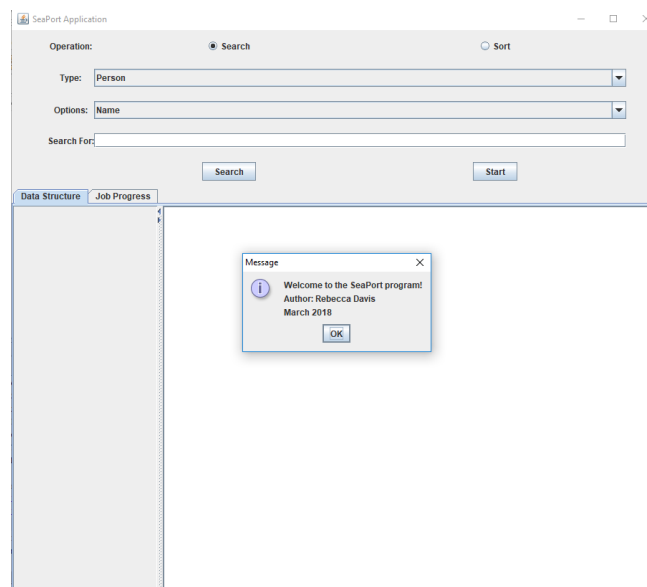 SeaPort Application
Operation: Search Sort
Type: Person
Options: Name
Search For:
Search Start
Data Structure Job Progress
Message
Welcome to the SeaPort program!
Author: Rebecca Davis
March 2018
OK